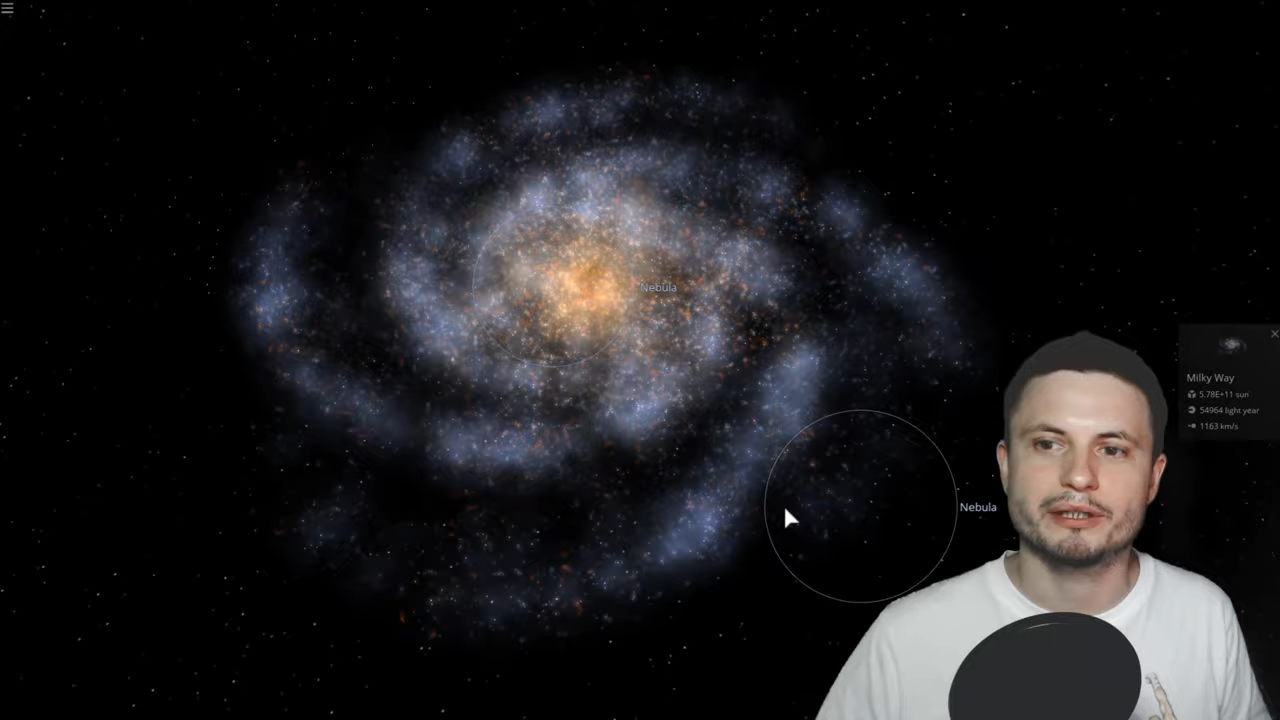 Nebula
Milky Way
5.78E+11 sun
54964 light year
1163 km/s
Nebula